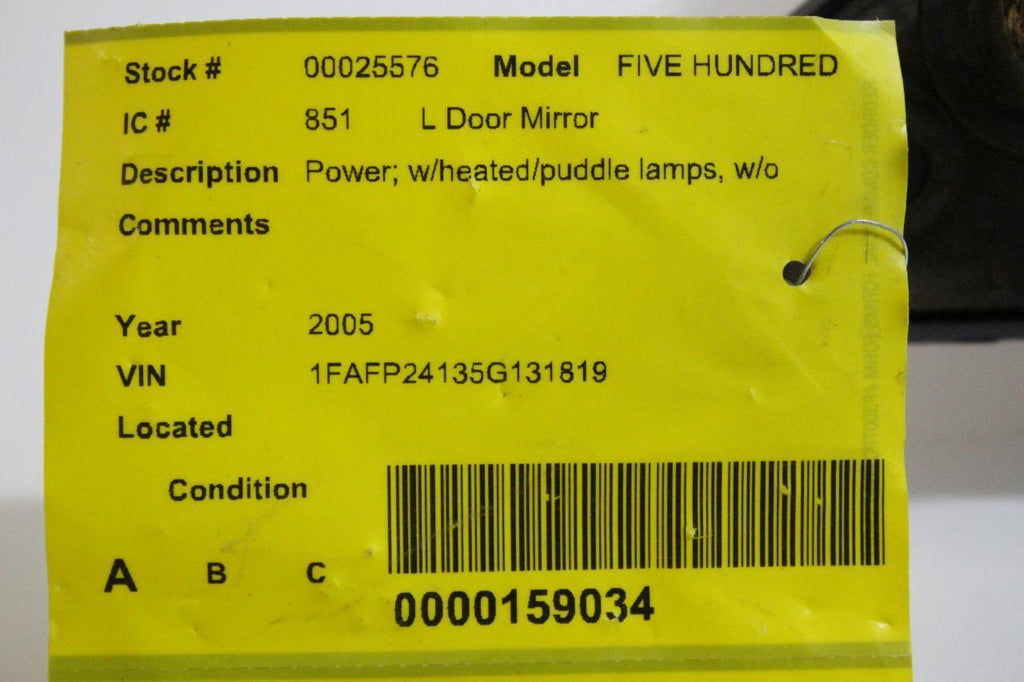 Stock # 00025576 Model FIVE HUNDRED
IC # 851 L Door Mirror
Description Power; w/heated/puddle lamps, w/o
Comments
Year 2005
VIN 1FAFP24135G131819
Located
Condition
A B C
0000159034